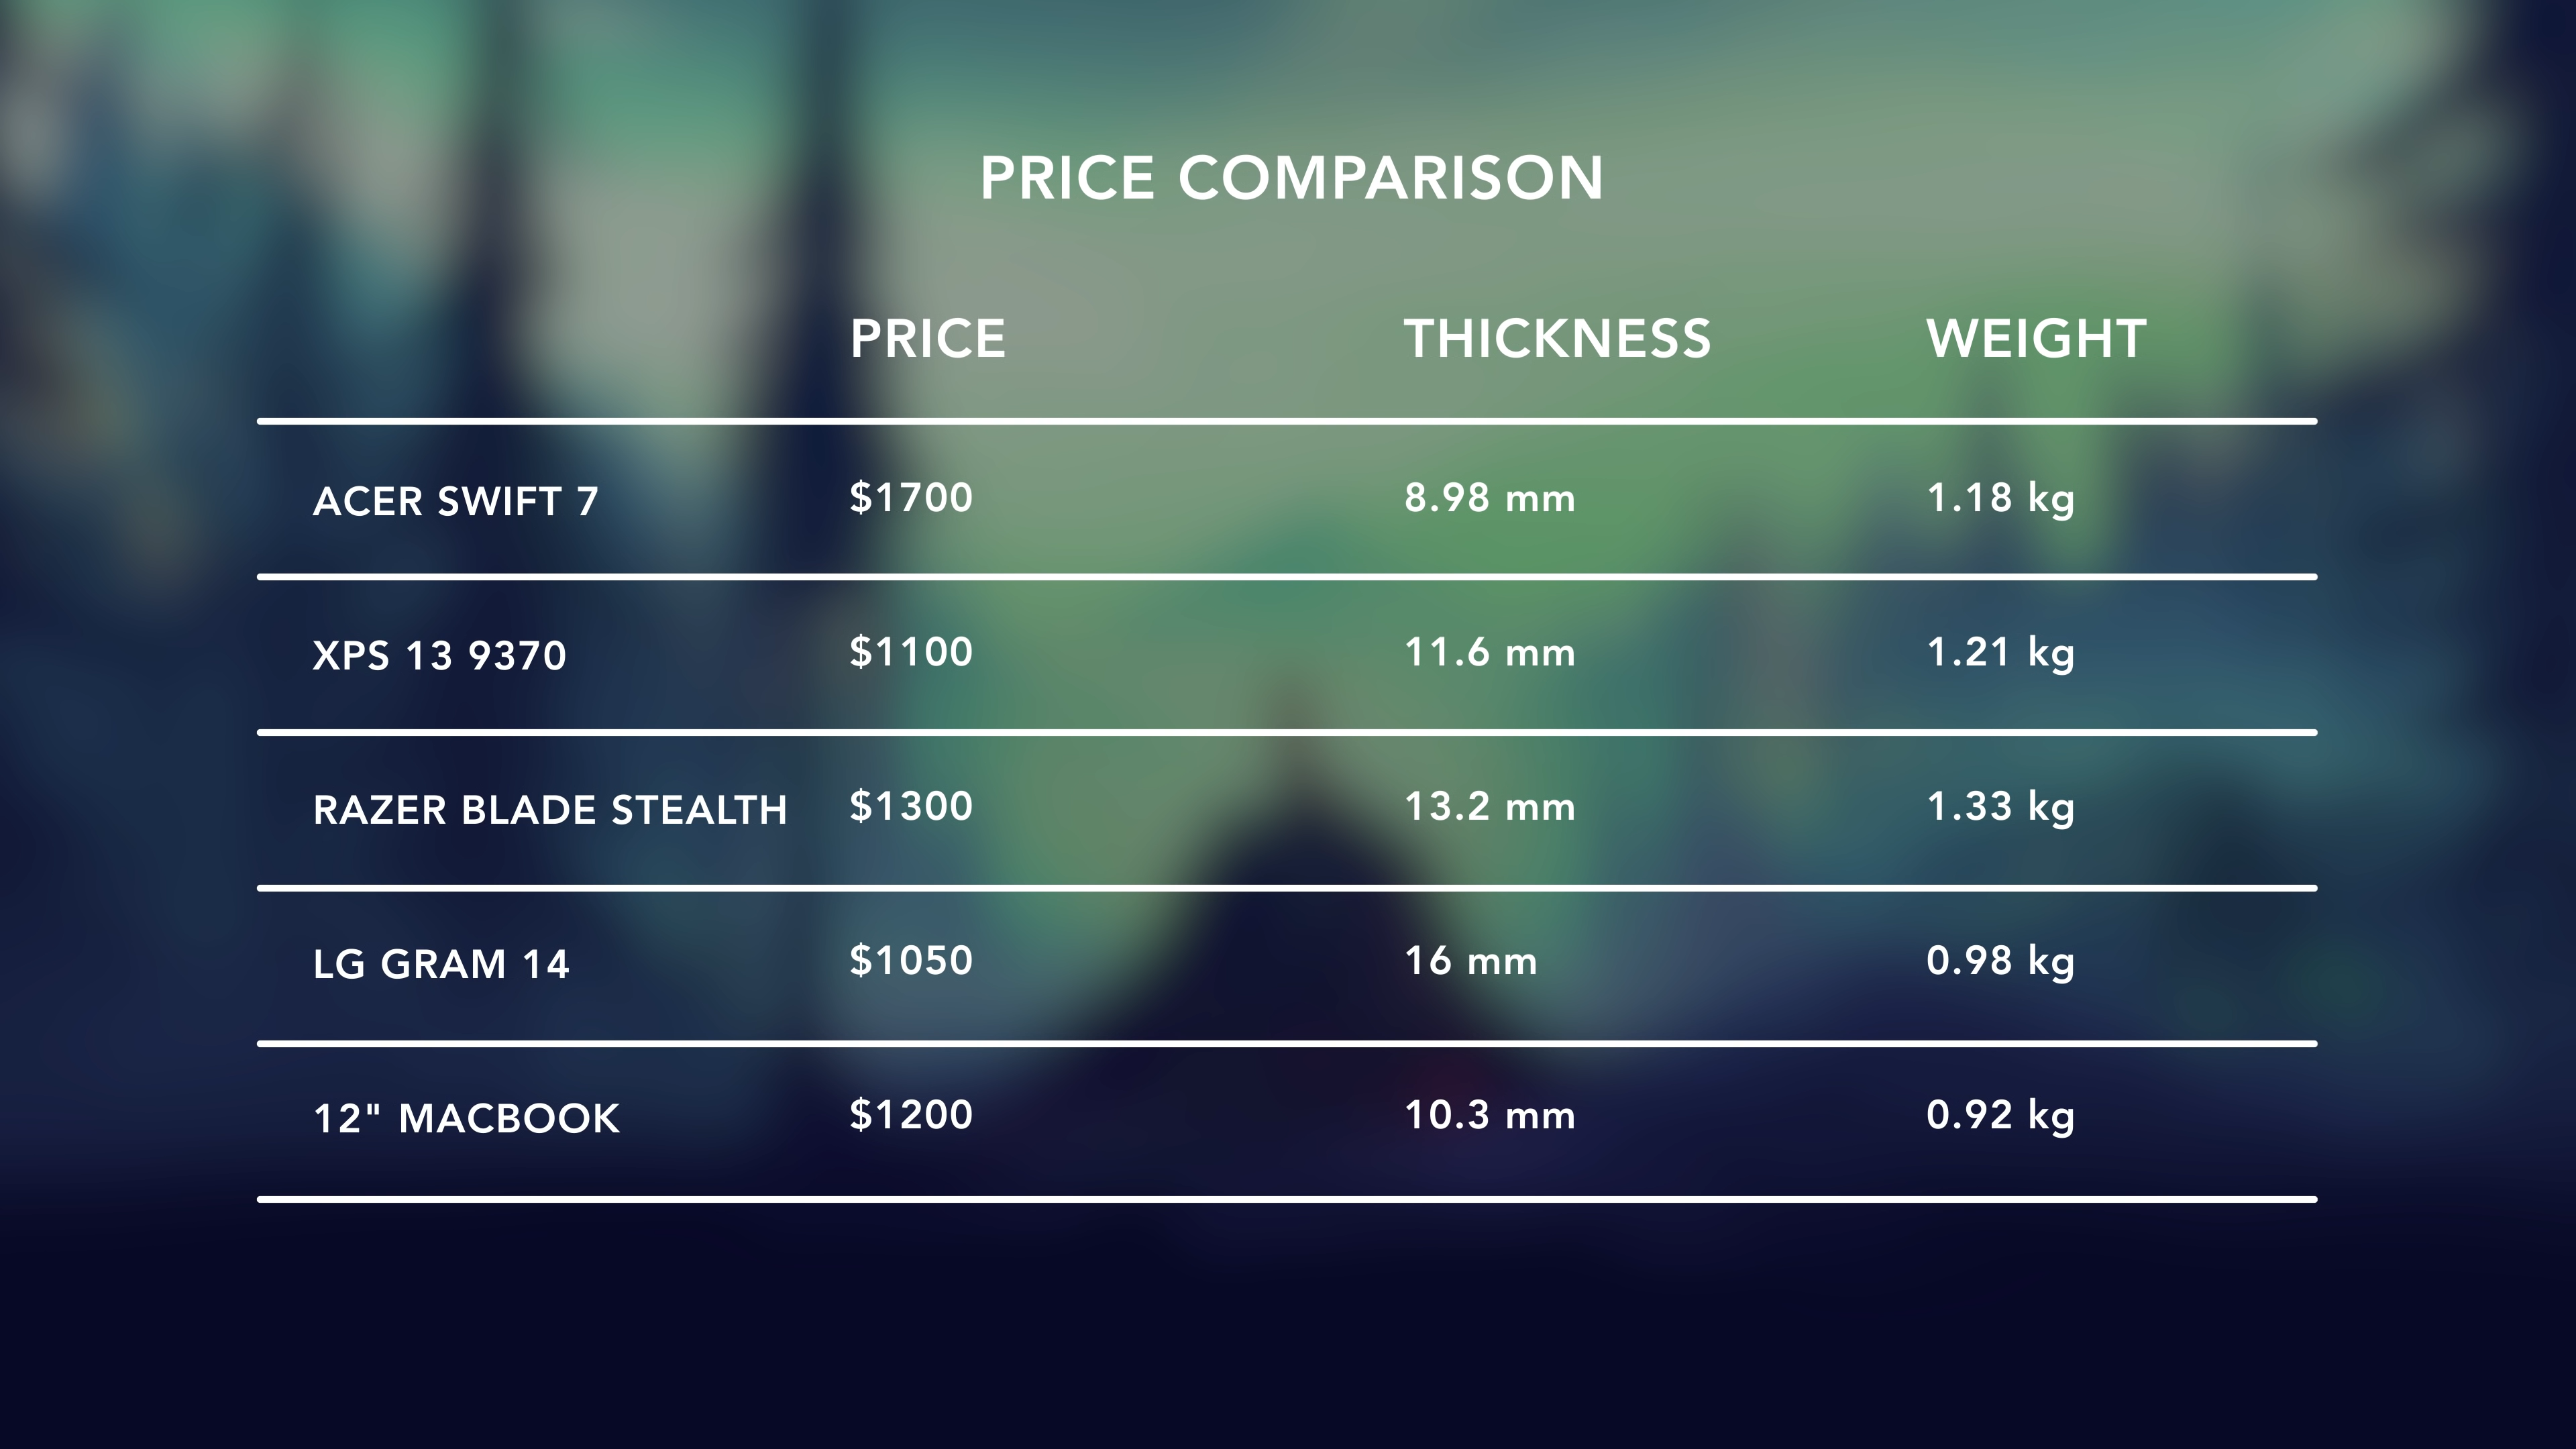 PRICE COMPARISON
PRICE THICKNESS WEIGHT
ACER SWIFT 7 $1700 8.98 mm 1.18 kg
XPS 13 9370 $1100 11.6 mm 1.21 kg
RAZER BLADE STEALTH $1300 13.2 mm 1.33 kg
LG GRAM 14 $1050 16 mm 0.98 kg
12" MACBOOK $1200 10.3 mm 0.92 kg